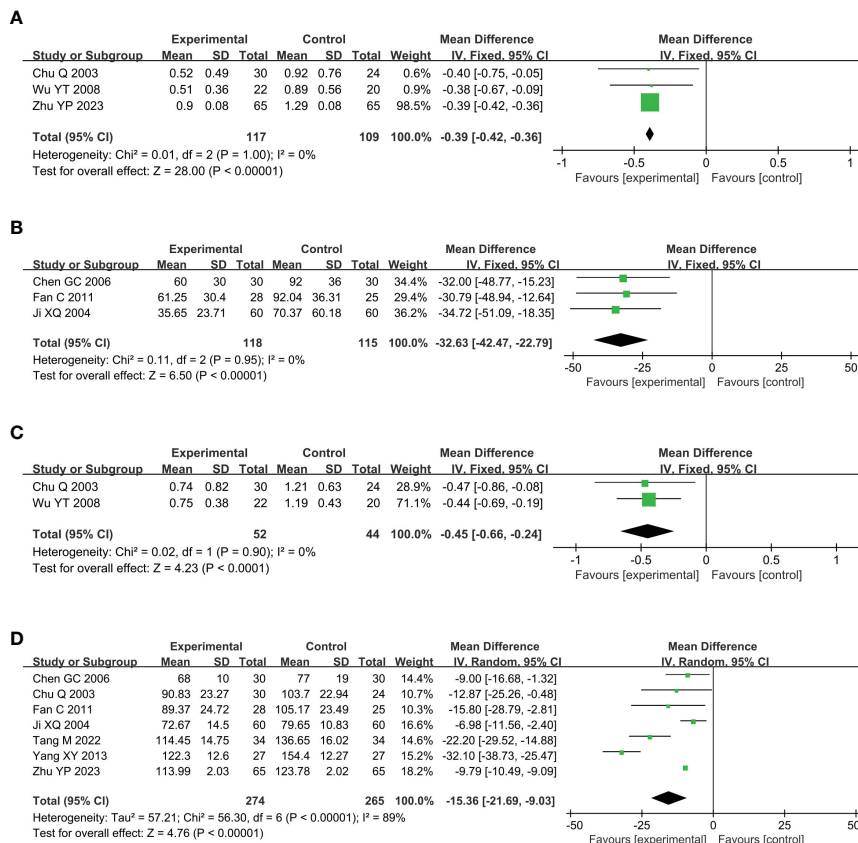 A
Experimental Control Mean Difference Mean Difference
Study or Subgroup Mean SD Total Mean SD Total Weight IV, Fixed, 95% CI IV, Fixed, 95% CI
Chu Q 2003 0.52 0.49 30 0.92 0.76 24 0.6% -0.40 [-0.75, -0.05]
Wu YT 2008 0.51 0.36 22 0.89 0.56 20 0.9% -0.38 [-0.67, -0.09]
Zhu YP 2023 0.9 0.08 65 1.29 0.08 65 98.5% -0.39 [-0.42, -0.36]
Total (95% CI) 117 109 100.0% -0.39 [-0.42, -0.36]
Heterogeneity: Chi² = 0.01, df = 2 (P = 1.00); I² = 0%
Test for overall effect: Z = 28.00 (P < 0.00001)
-1 -0.5 0 0.5 1
Favours [experimental] Favours [control]
B
Experimental Control Mean Difference Mean Difference
Study or Subgroup Mean SD Total Mean SD Total Weight IV, Fixed, 95% CI IV, Fixed, 95% CI
Chen GC 2006 60 30 30 92 36 30 34.4% -32.00 [-48.77, -15.23]
Fan C 2011 61.25 30.4 28 92.04 36.31 25 29.4% -30.79 [-48.94, -12.64]
Ji XQ 2004 35.65 23.71 60 70.37 60.18 60 36.2% -34.72 [-51.09, -18.35]
Total (95% CI) 118 115 100.0% -32.63 [-42.47, -22.79]
Heterogeneity: Chi² = 0.11, df = 2 (P = 0.95); I² = 0%
Test for overall effect: Z = 6.50 (P < 0.00001)
-50 -25 0 25 50
Favours [experimental] Favours [control]
C
Experimental Control Mean Difference Mean Difference
Study or Subgroup Mean SD Total Mean SD Total Weight IV, Fixed, 95% CI IV, Fixed, 95% CI
Chu Q 2003 0.74 0.82 30 1.21 0.63 24 28.9% -0.47 [-0.86, -0.08]
Wu YT 2008 0.75 0.38 22 1.19 0.43 20 71.1% -0.44 [-0.69, -0.19]
Total (95% CI) 52 44 100.0% -0.45 [-0.66, -0.24]
Heterogeneity: Chi² = 0.02, df = 1 (P = 0.90); I² = 0%
Test for overall effect: Z = 4.23 (P < 0.0001)
-1 -0.5 0 0.5 1
Favours [experimental] Favours [control]
D
Experimental Control Mean Difference Mean Difference
Study or Subgroup Mean SD Total Mean SD Total Weight IV, Random, 95% CI IV, Random, 95% CI
Chen GC 2006 68 10 30 77 19 30 14.4% -9.00 [-16.68, -1.32]
Chu Q 2003 90.83 23.27 30 103.7 22.94 24 10.7% -12.87 [-25.26, -0.48]
Fan C 2011 89.37 24.72 28 105.17 23.49 25 10.3% -15.80 [-28.79, -2.81]
Ji XQ 2004 72.67 14.5 60 79.65 10.83 60 16.6% -6.98 [-11.56, -2.40]
Tang M 2022 114.45 14.75 34 136.65 16.02 34 14.7% -22.20 [-29.52, -14.88]
Yang XY 2013 122.3 12.6 27 154.4 12.27 27 15.2% -32.10 [-38.73, -25.47]
Zhu YP 2023 113.99 2.03 65 123.78 2.02 65 18.2% -9.79 [-10.49, -9.09]
Total (95% CI) 274 265 100.0% -15.36 [-21.69, -9.03]
Heterogeneity: Tau² = 57.21; Chi² = 56.30, df = 6 (P < 0.00001); I² = 89%
Test for overall effect: Z = 4.76 (P < 0.00001)
-50 -25 0 25 50
Favours [experimental] Favours [control]